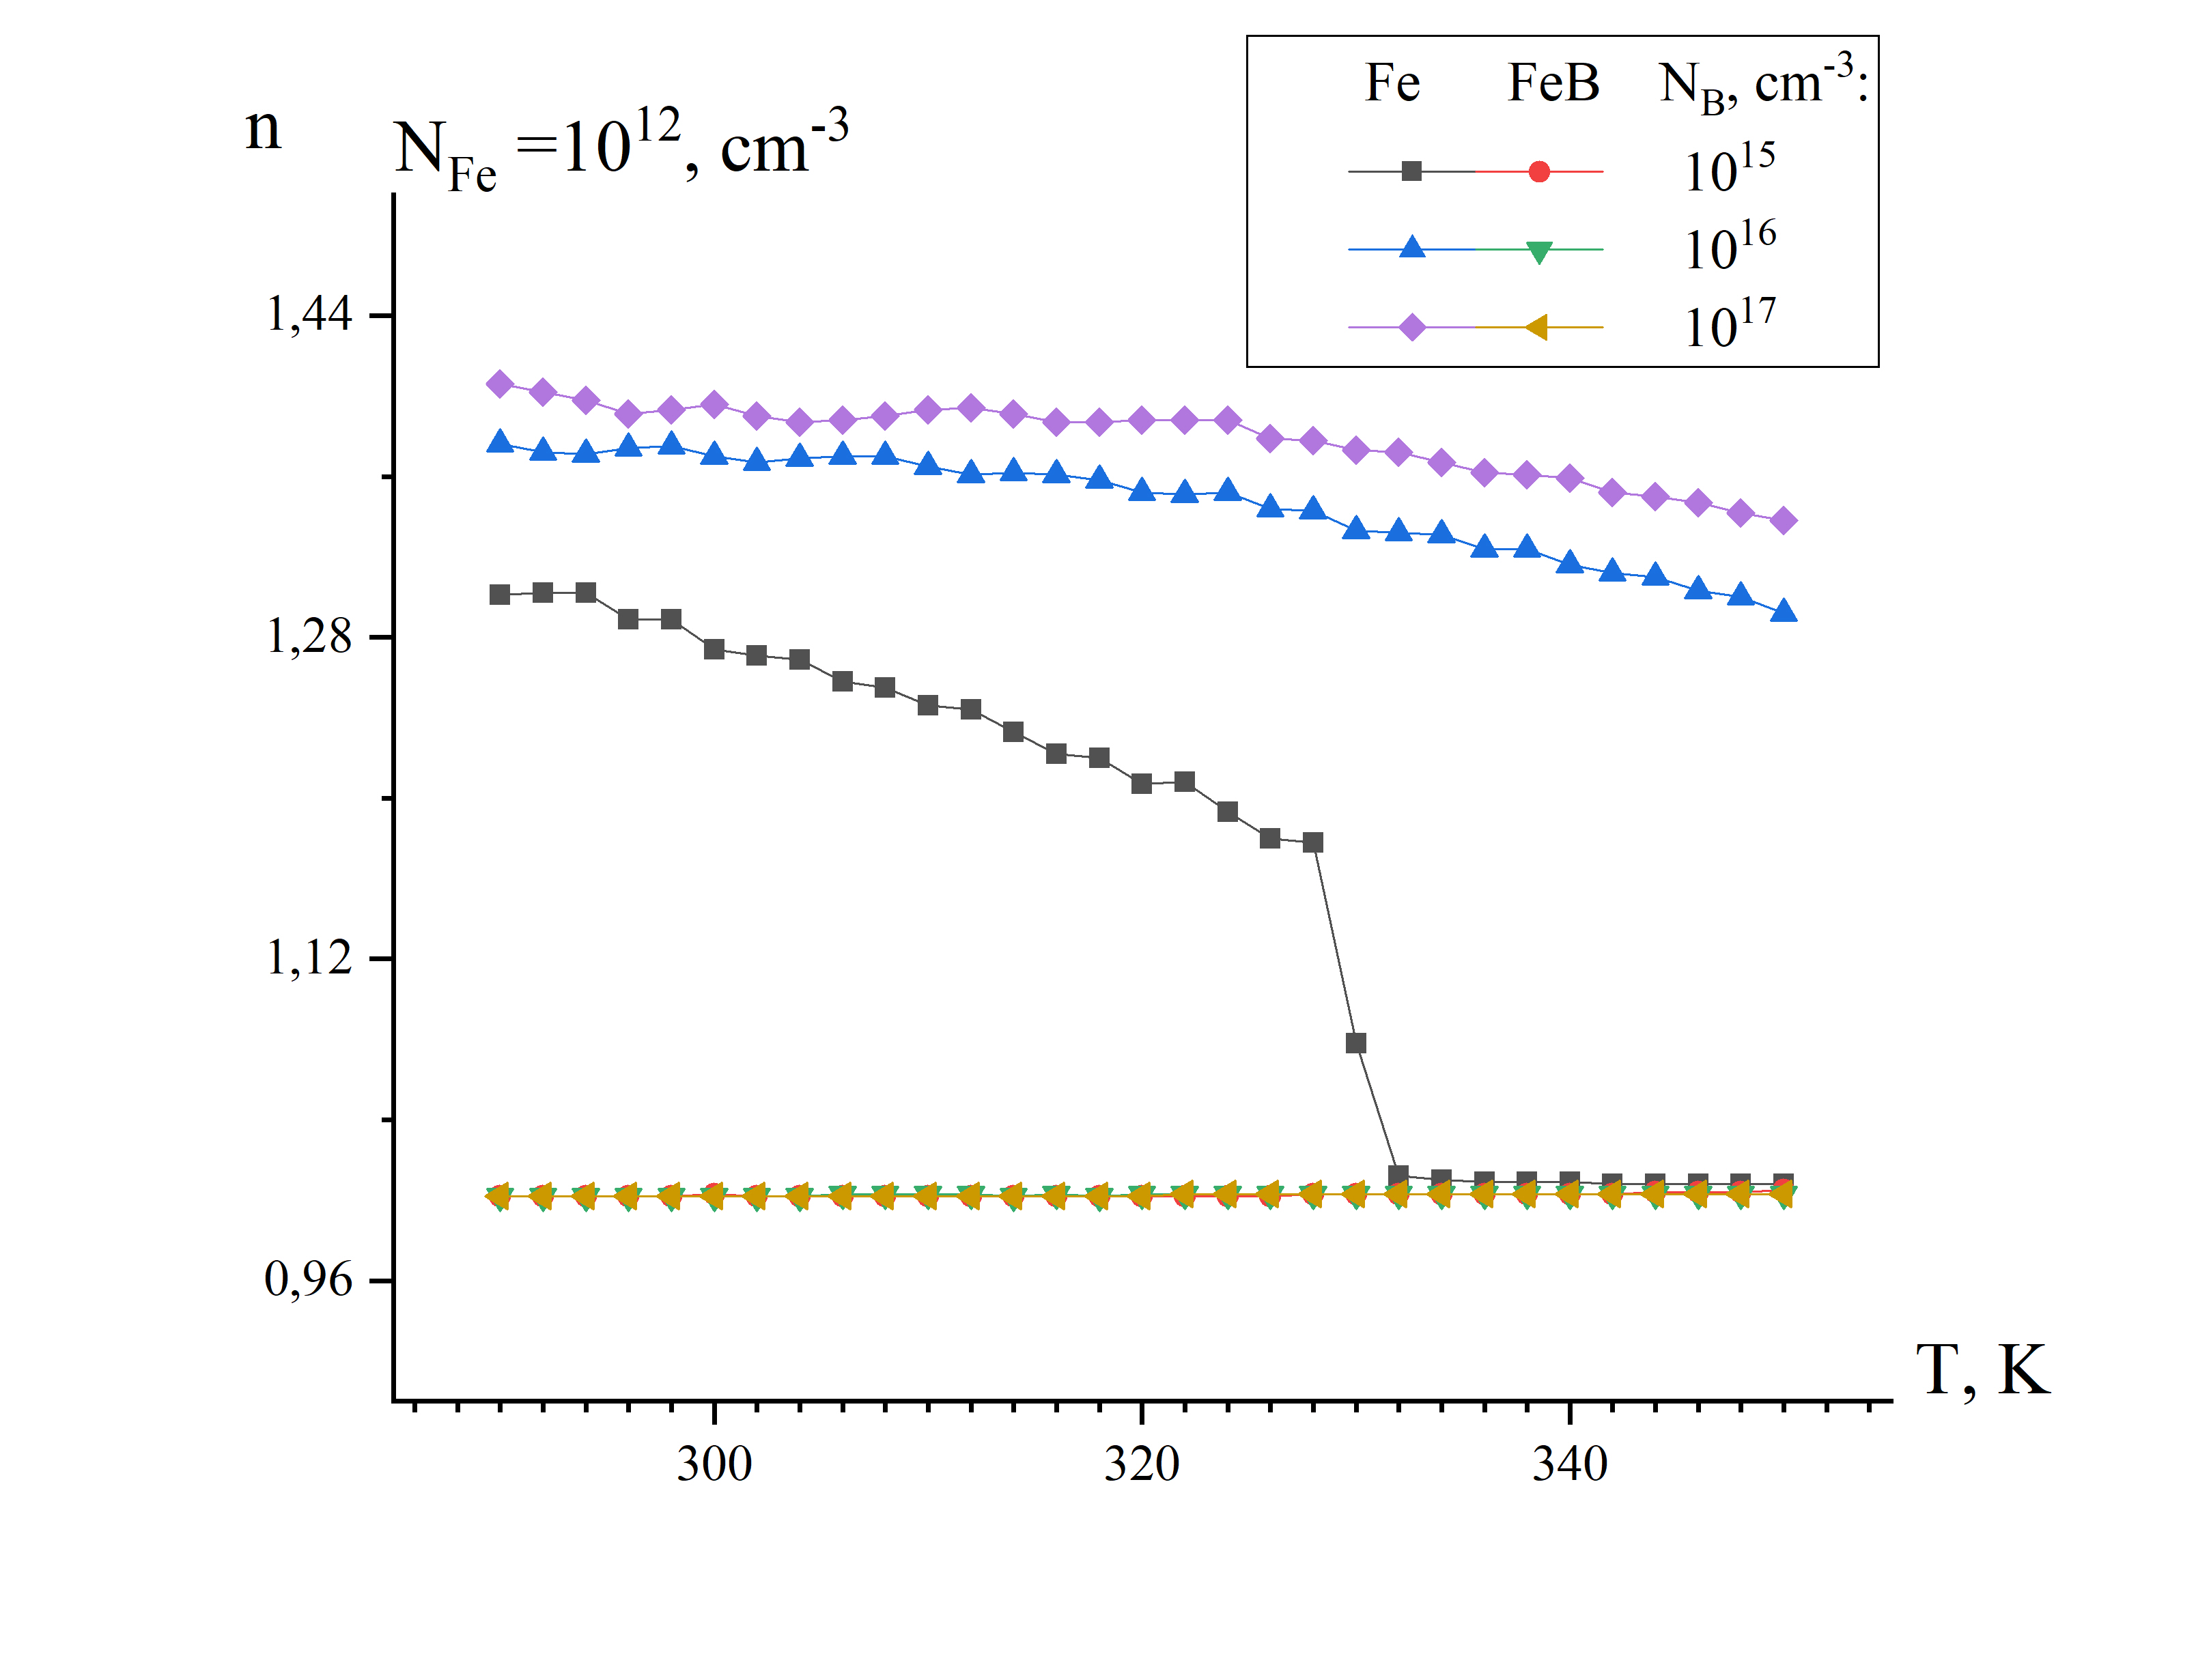 Fe FeB N_B, cm^-3:
n
N_Fe =10^12, cm^-3
10^15
10^16
10^17
1,44
1,28
1,12
0,96
T, K
300 320 340